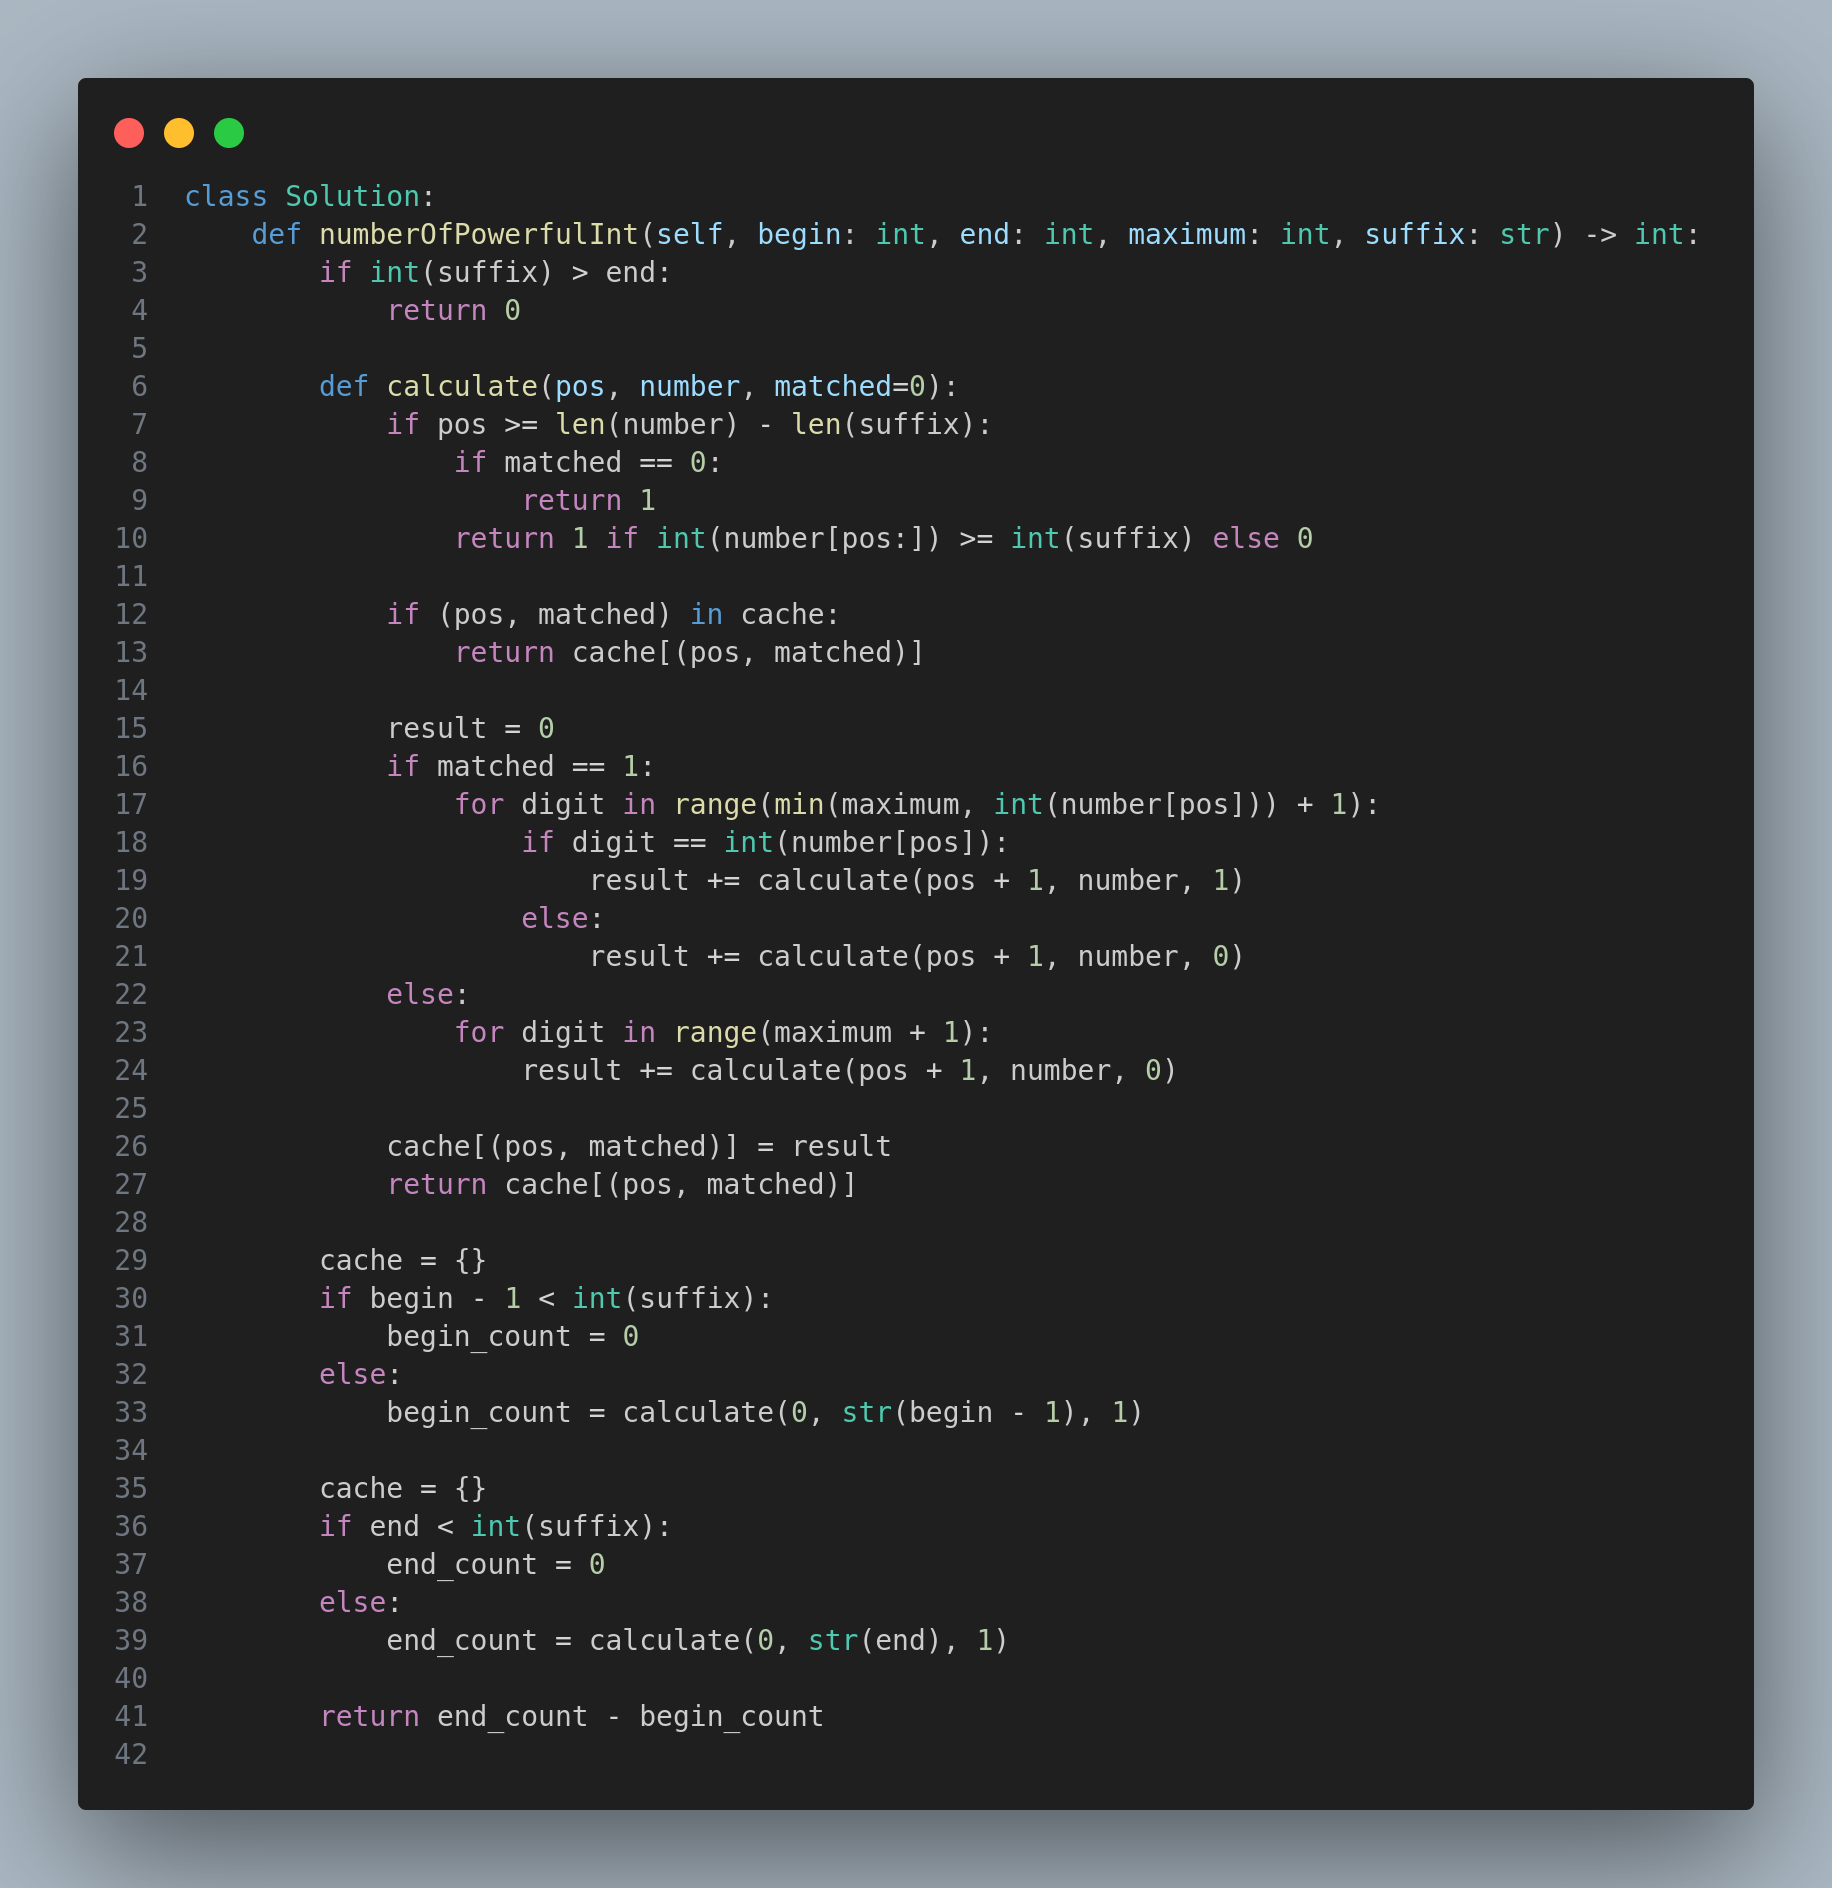 1 class Solution:
2     def numberOfPowerfulInt(self, begin: int, end: int, maximum: int, suffix: str) -> int:
3         if int(suffix) > end:
4             return 0
5
6         def calculate(pos, number, matched=0):
7             if pos >= len(number) - len(suffix):
8                 if matched == 0:
9                     return 1
10                 return 1 if int(number[pos:]) >= int(suffix) else 0
11
12             if (pos, matched) in cache:
13                 return cache[(pos, matched)]
14
15             result = 0
16             if matched == 1:
17                 for digit in range(min(maximum, int(number[pos])) + 1):
18                     if digit == int(number[pos]):
19                         result += calculate(pos + 1, number, 1)
20                     else:
21                         result += calculate(pos + 1, number, 0)
22             else:
23                 for digit in range(maximum + 1):
24                     result += calculate(pos + 1, number, 0)
25
26             cache[(pos, matched)] = result
27             return cache[(pos, matched)]
28
29         cache = {}
30         if begin - 1 < int(suffix):
31             begin_count = 0
32         else:
33             begin_count = calculate(0, str(begin - 1), 1)
34
35         cache = {}
36         if end < int(suffix):
37             end_count = 0
38         else:
39             end_count = calculate(0, str(end), 1)
40
41         return end_count - begin_count
42